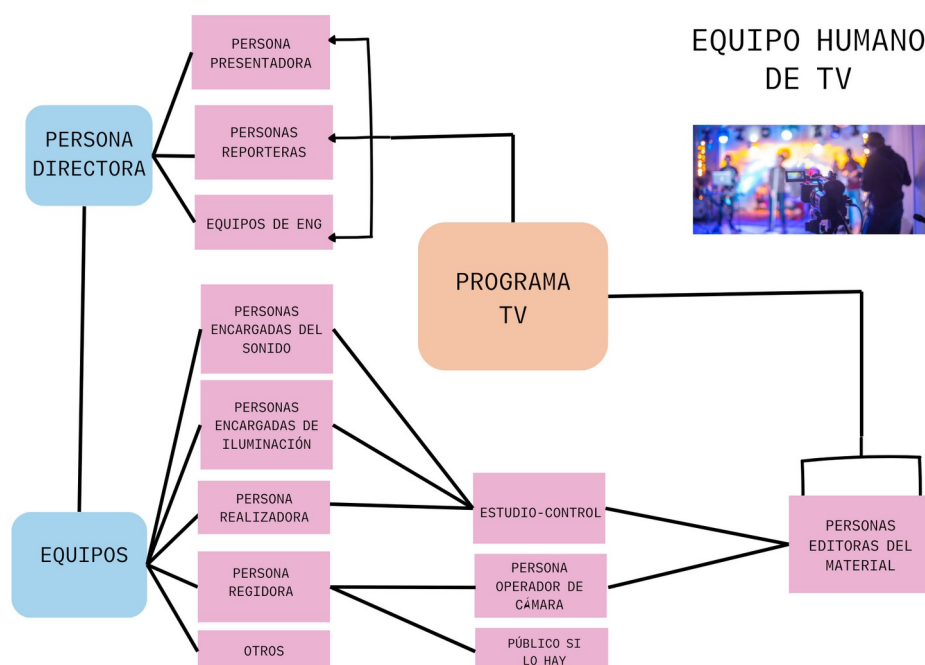 EQUIPO HUMANO
DE TV
PERSONA
PRESENTADORA
PERSONA
DIRECTORA
PERSONAS
REPORTERAS
EQUIPOS DE ENG
PROGRAMA
TV
PERSONAS
ENCARGADAS DEL
SONIDO
PERSONAS
ENCARGADAS DE
ILUMINACIÓN
PERSONA
REALIZADORA
ESTUDIO-CONTROL
EQUIPOS
PERSONA
REGIDORA
PERSONA
OPERADOR DE
CÁMARA
PERSONAS
EDITORAS DEL
MATERIAL
OTROS
PÚBLICO SI
LO HAY